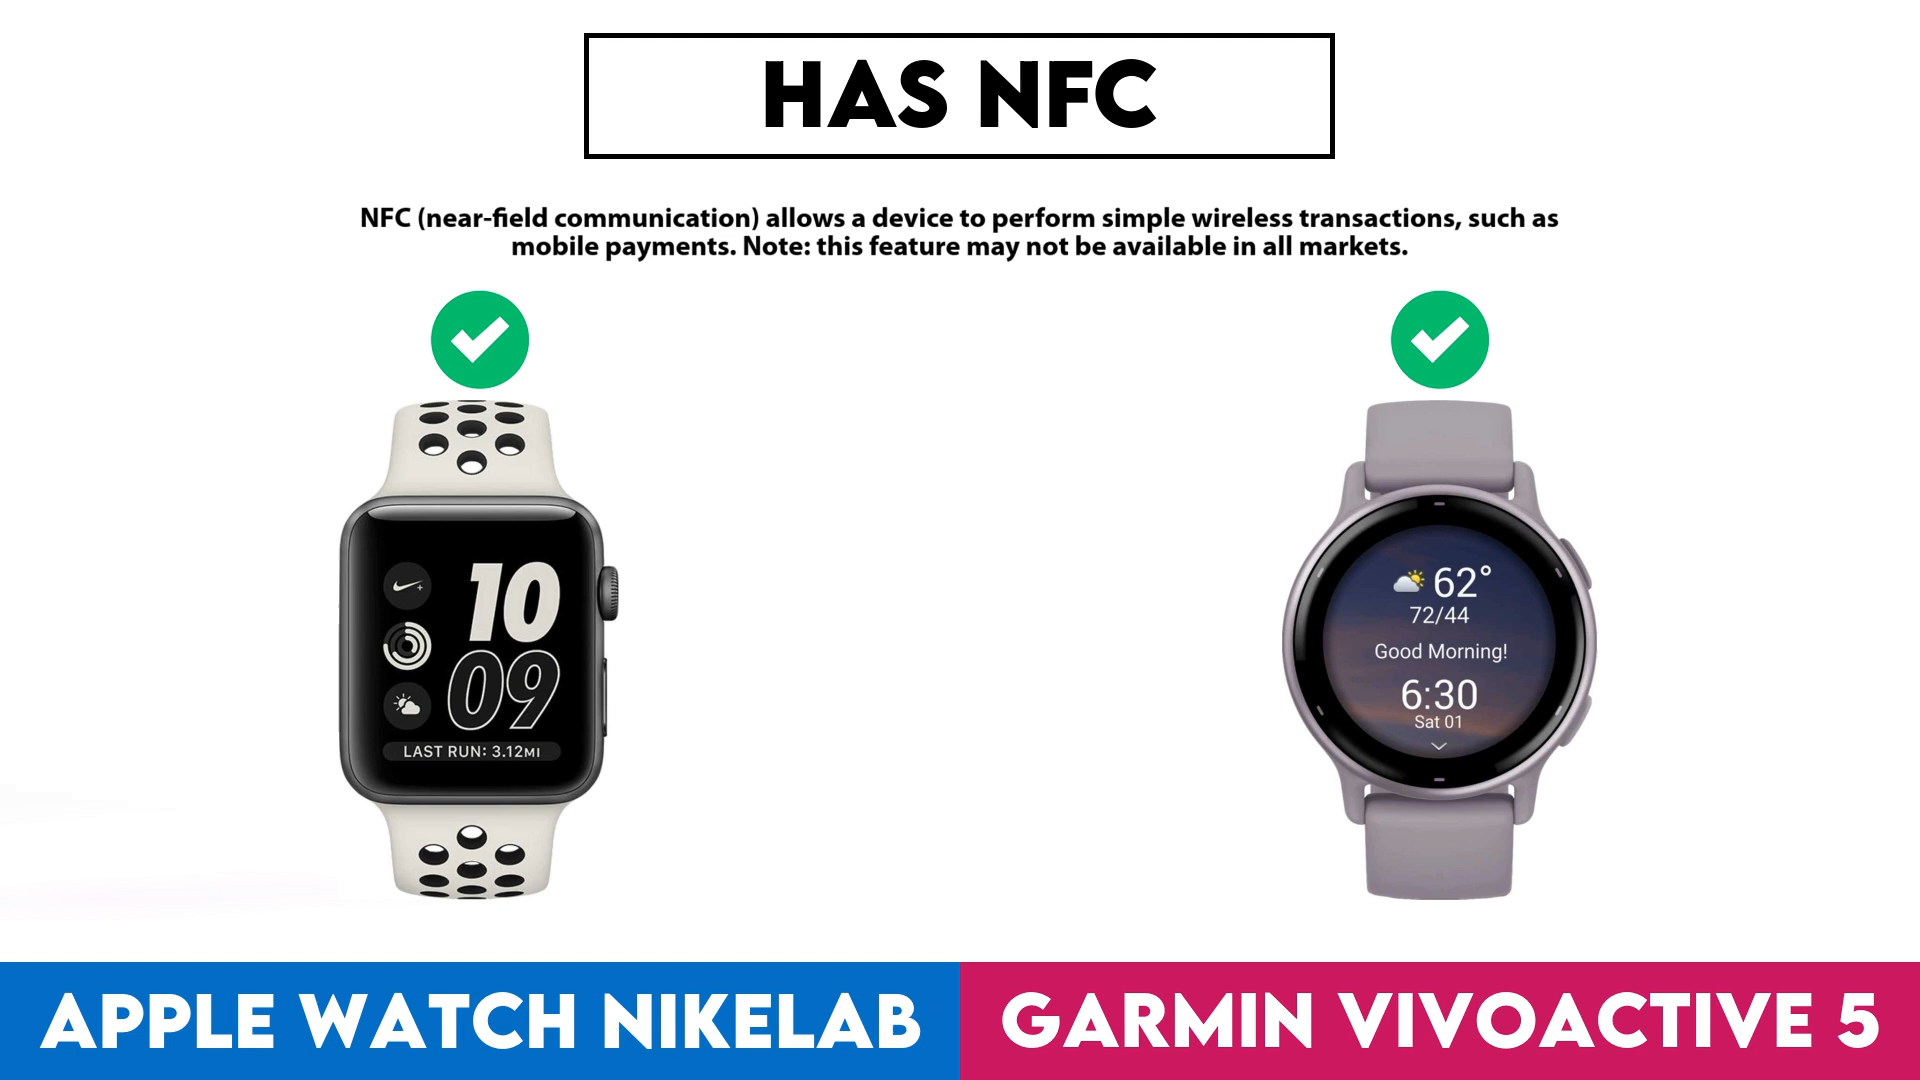 HAS NFC
NFC (near-field communication) allows a device to perform simple wireless transactions, such as
mobile payments. Note: this feature may not be available in all markets.
10
09
LAST RUN: 3.12MI
62°
72/44
Good Morning!
6:30
Sat 01
APPLE WATCH NIKELAB
GARMIN VIVOACTIVE 5